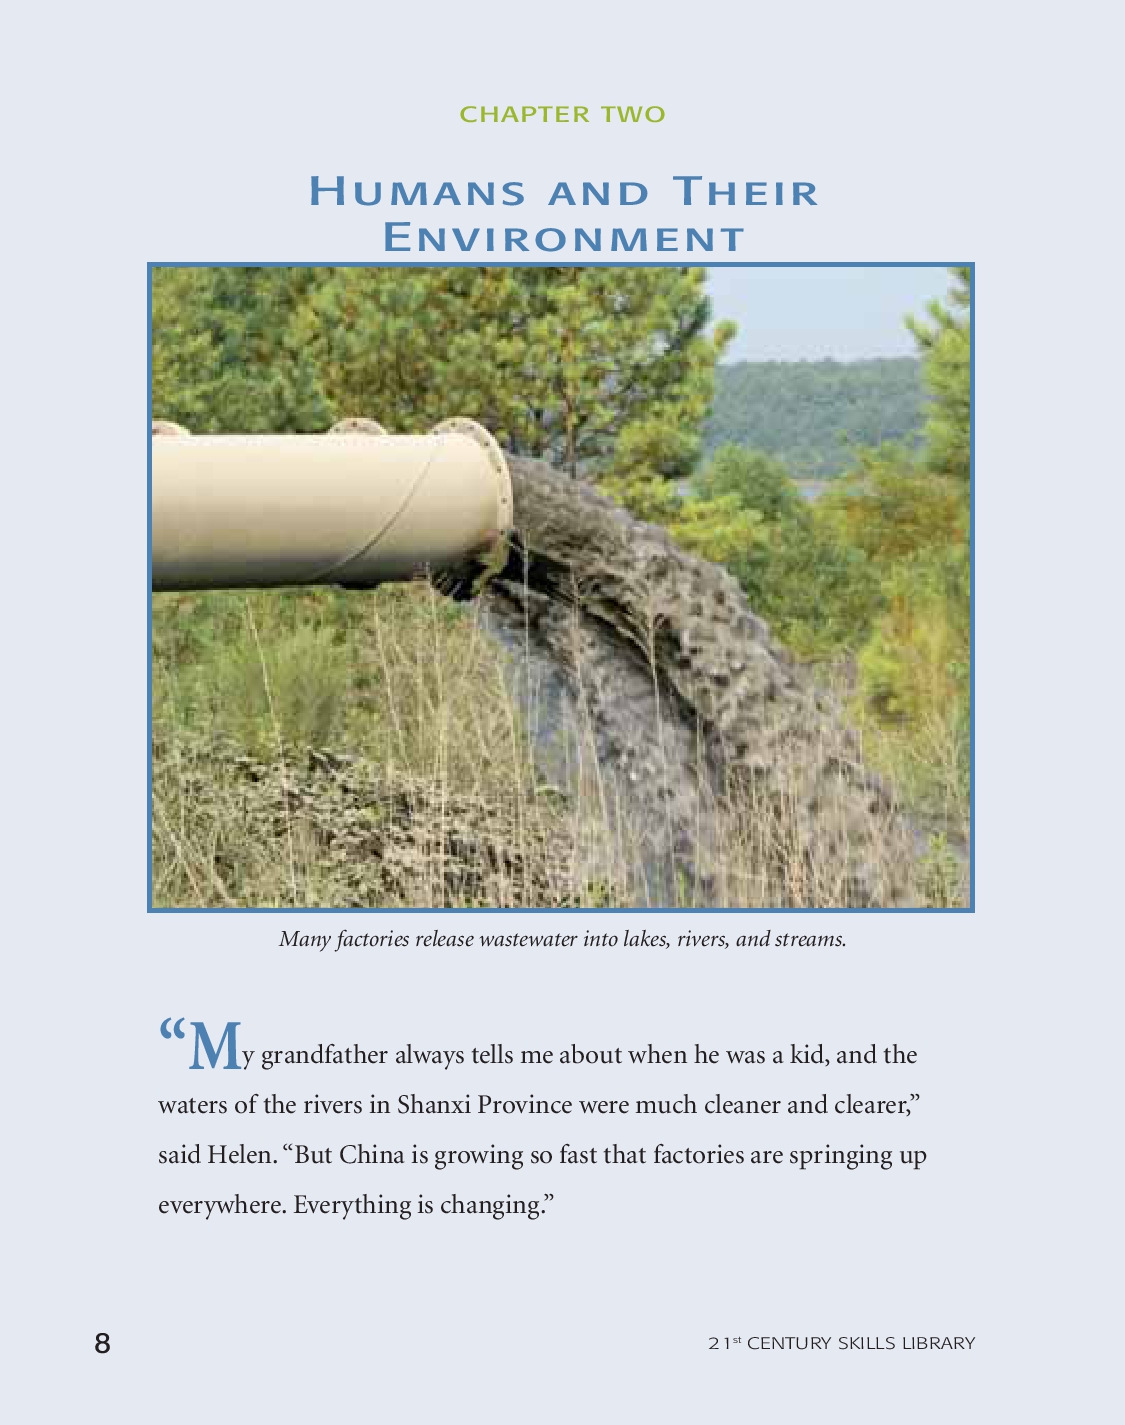 CHAPTER TWO
HUMANS AND THEIR
ENVIRONMENT
Many factories release wastewater into lakes, rivers, and streams.
“My grandfather always tells me about when he was a kid, and the
waters of the rivers in Shanxi Province were much cleaner and clearer,”
said Helen. “But China is growing so fast that factories are springing up
everywhere. Everything is changing.”
8
21st CENTURY SKILLS LIBRARY